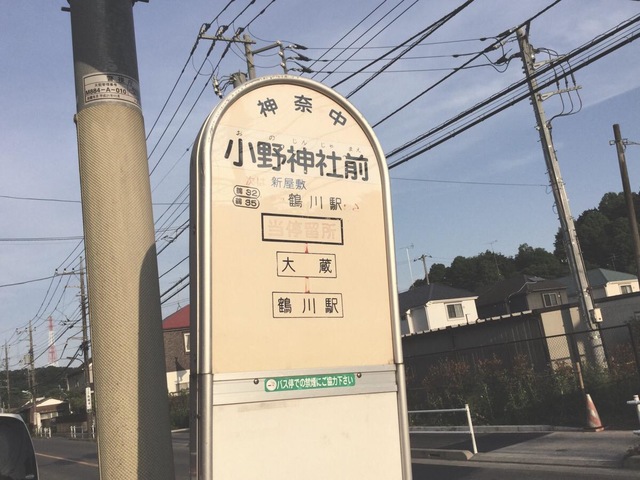 神奈中
お の じん じゃ まえ
小野神社前
新屋敷
鶴32
鶴35
鶴川駅
当停留所
大蔵
鶴川駅
バス停での禁煙にご協力下さい
M984-A-010